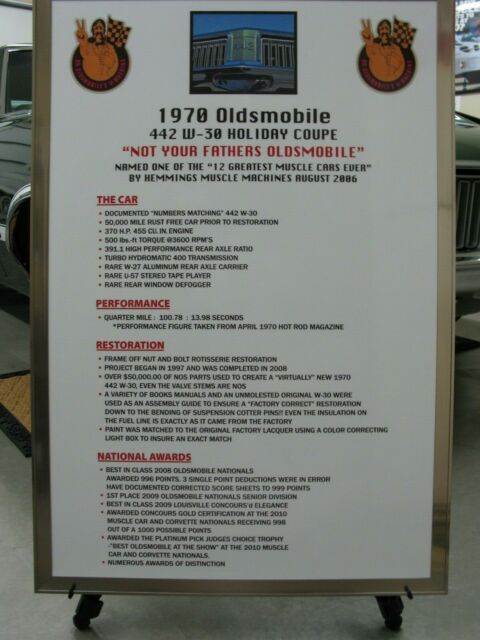 1970 Oldsmobile
442 W-30 HOLIDAY COUPE
"NOT YOUR FATHERS OLDSMOBILE"
NAMED ONE OF THE "12 GREATEST MUSCLE CARS EVER"
BY HEMMINGS MUSCLE MACHINES AUGUST 2006
THE CAR
• DOCUMENTED "NUMBERS MATCHING" 442 W-30
• 50,000 MILE RUST FREE CAR PRIOR TO RESTORATION
• 370 H.P. 455 CU. IN. ENGINE
• 500 lbs.-ft TORQUE @3600 RPM'S
• 391.1 HIGH PERFORMANCE REAR AXLE RATIO
• TURBO HYDROMATIC 400 TRANSMISSION
• RARE W-27 ALUMINUM REAR AXLE CARRIER
• RARE U-57 STEREO TAPE PLAYER
• RARE REAR WINDOW DEFOGGER
PERFORMANCE
• QUARTER MILE : 100.78 : 13.98 SECONDS
*PERFORMANCE FIGURE TAKEN FROM APRIL 1970 HOT ROD MAGAZINE
RESTORATION
• FRAME OFF NUT AND BOLT ROTISSERIE RESTORATION
• PROJECT BEGAN IN 1997 AND WAS COMPLETED IN 2008
• OVER $50,000.00 OF NOS PARTS USED TO CREATE A "VIRTUALLY" NEW 1970
442 W-30, EVEN THE VALVE STEMS ARE NOS
• A VARIETY OF BOOKS MANUALS AND AN UNMOLESTED ORIGINAL W-30 WERE
USED AS AN ASSEMBLY GUIDE TO ENSURE A "FACTORY CORRECT" RESTORATION
DOWN TO THE BENDING OF SUSPENSION COTTER PINS!! EVEN THE INSULATION ON
THE FUEL LINE IS EXACTLY AS IT CAME FROM THE FACTORY
• PAINT WAS MATCHED TO THE ORIGINAL FACTORY LACQUER USING A COLOR CORRECTING
LIGHT BOX TO INSURE AN EXACT MATCH
NATIONAL AWARDS
• BEST IN CLASS 2008 OLDSMOBILE NATIONALS
AWARDED 996 POINTS. 3 SINGLE POINT DEDUCTIONS WERE IN ERROR
HAVE DOCUMENTED CORRECTED SCORE SHEETS TO 999 POINTS
• 1ST PLACE 2009 OLDSMOBILE NATIONALS SENIOR DIVISION
• BEST IN CLASS 2009 LOUISVILLE CONCOURS'd ELEGANCE
• AWARDED CONCOURS GOLD CERTIFICATION AT THE 2010
MUSCLE CAR AND CORVETTE NATIONALS RECEIVING 998
OUT OF A 1000 POSSIBLE POINTS
• AWARDED THE PLATINUM PICK JUDGES CHOICE TROPHY
-"BEST OLDSMOBILE AT THE SHOW" AT THE 2010 MUSCLE
CAR AND CORVETTE NATIONALS.
• NUMEROUS AWARDS OF DISTINCTION